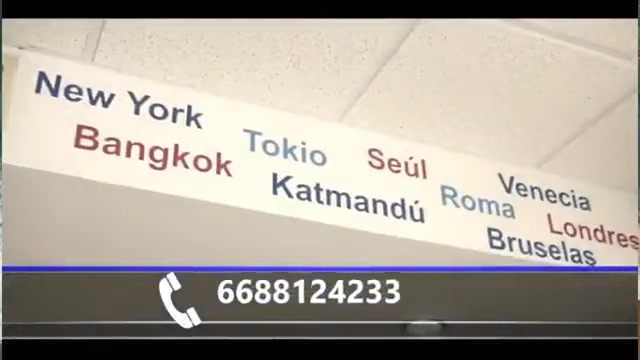 New York Tokio Seúl Venecia
Bangkok Katmandú Roma Londres
Bruselas
6688124233